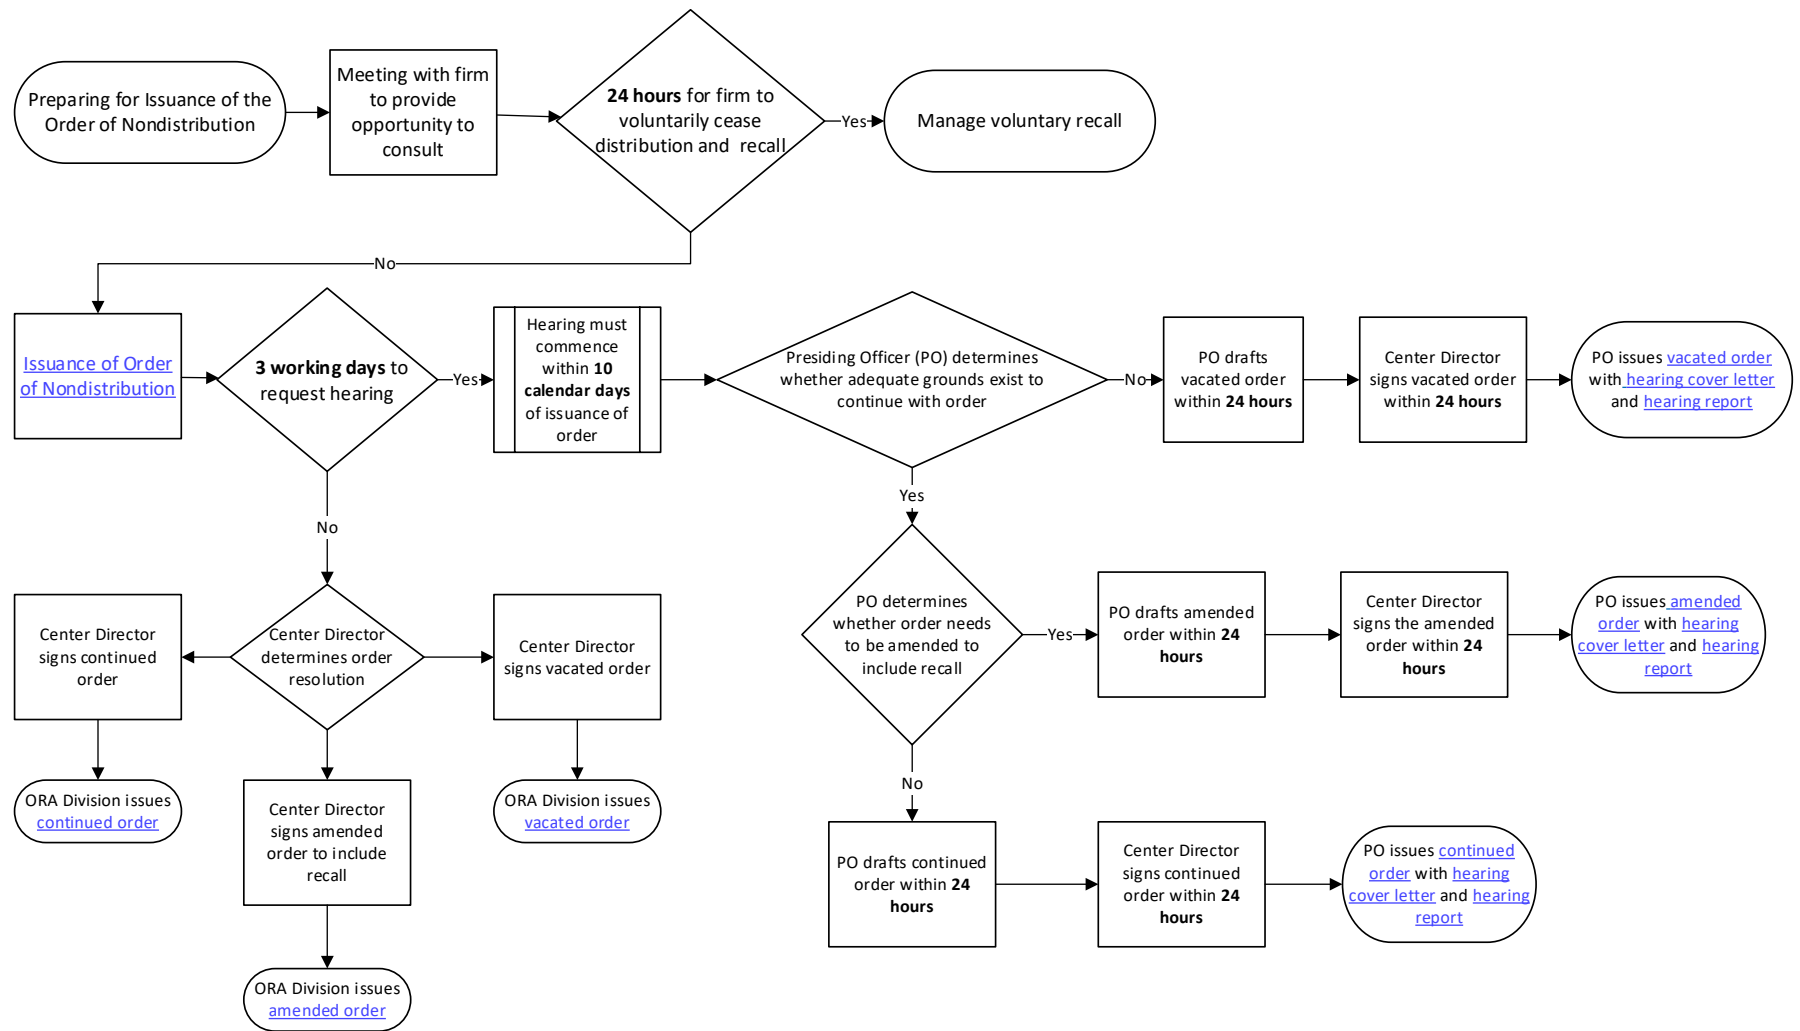 Preparing for Issuance of the
Order of Nondistribution
Meeting with firm
to provide
opportunity to
consult
24 hours for firm to
voluntarily cease
distribution and recall
Yes
Manage voluntary recall
No
Issuance of Order
of Nondistribution
3 working days to
request hearing
Yes
Hearing must
commence
within 10
calendar days
of issuance of
order
Presiding Officer (PO) determines
whether adequate grounds exist to
continue with order
No
PO drafts
vacated order
within 24 hours
Center Director
signs vacated order
within 24 hours
PO issues vacated order
with hearing cover letter
and hearing report
Yes
No
Center Director
signs continued
order
Center Director
determines order
resolution
Center Director
signs vacated order
PO determines
whether order needs
to be amended to
include recall
Yes
PO drafts amended
order within 24
hours
Center Director
signs the amended
order within 24
hours
PO issues amended
order with hearing
cover letter and hearing
report
No
ORA Division issues
continued order
Center Director
signs amended
order to include
recall
ORA Division issues
vacated order
PO drafts continued
order within 24
hours
Center Director
signs continued
order within 24
hours
PO issues continued
order with hearing
cover letter and hearing
report
ORA Division issues
amended order